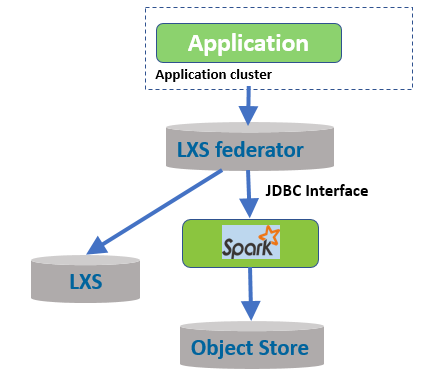 Application
Application cluster
LXS federator
JDBC Interface
Spark
LXS
Object Store